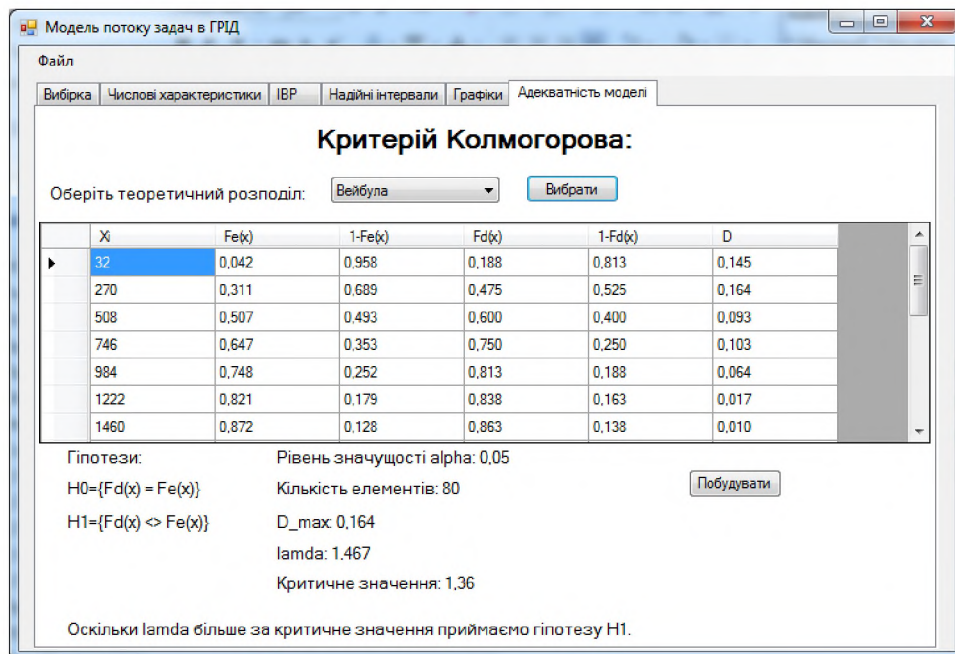 Модель потоку задач в ГРІД
Файл
Вибірка Числові характеристики ІВР Надійні інтервали Графіки Адекватність моделі
Критерій Колмогорова:
Оберіть теоретичний розподіл: Вейбула Вибрати
Xi Fe(x) 1-Fe(x) Fd(x) 1-Fd(x) D
32 0,042 0,958 0,188 0,813 0,145
270 0,311 0,689 0,475 0,525 0,164
508 0,507 0,493 0,600 0,400 0,093
746 0,647 0,353 0,750 0,250 0,103
984 0,748 0,252 0,813 0,188 0,064
1222 0,821 0,179 0,838 0,163 0,017
1460 0,872 0,128 0,863 0,138 0,010
Гіпотези: Рівень значущості alpha: 0,05
H0={Fd(x) = Fe(x)} Кількість елементів: 80 Побудувати
H1={Fd(x) <> Fe(x)} D_max: 0,164
lamda: 1,467
Критичне значення: 1,36
Оскільки lamda більше за критичне значення приймаємо гіпотезу H1.